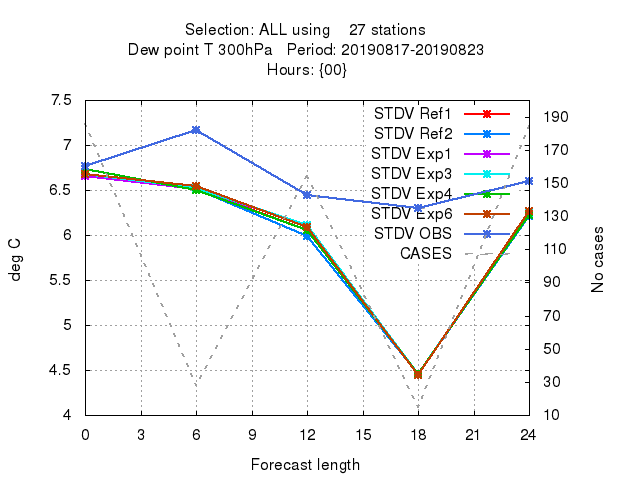 Selection: ALL using 27 stations
Dew point T 300hPa Period: 20190817-20190823
Hours: {00}
7.5
7
6.5
6
5.5
5
4.5
4
deg C
STDV Ref1
STDV Ref2
STDV Exp1
STDV Exp3
STDV Exp4
STDV Exp6
STDV OBS
CASES
190
170
150
130
110
90
70
50
30
10
No cases
0 3 6 9 12 15 18 21 24
Forecast length